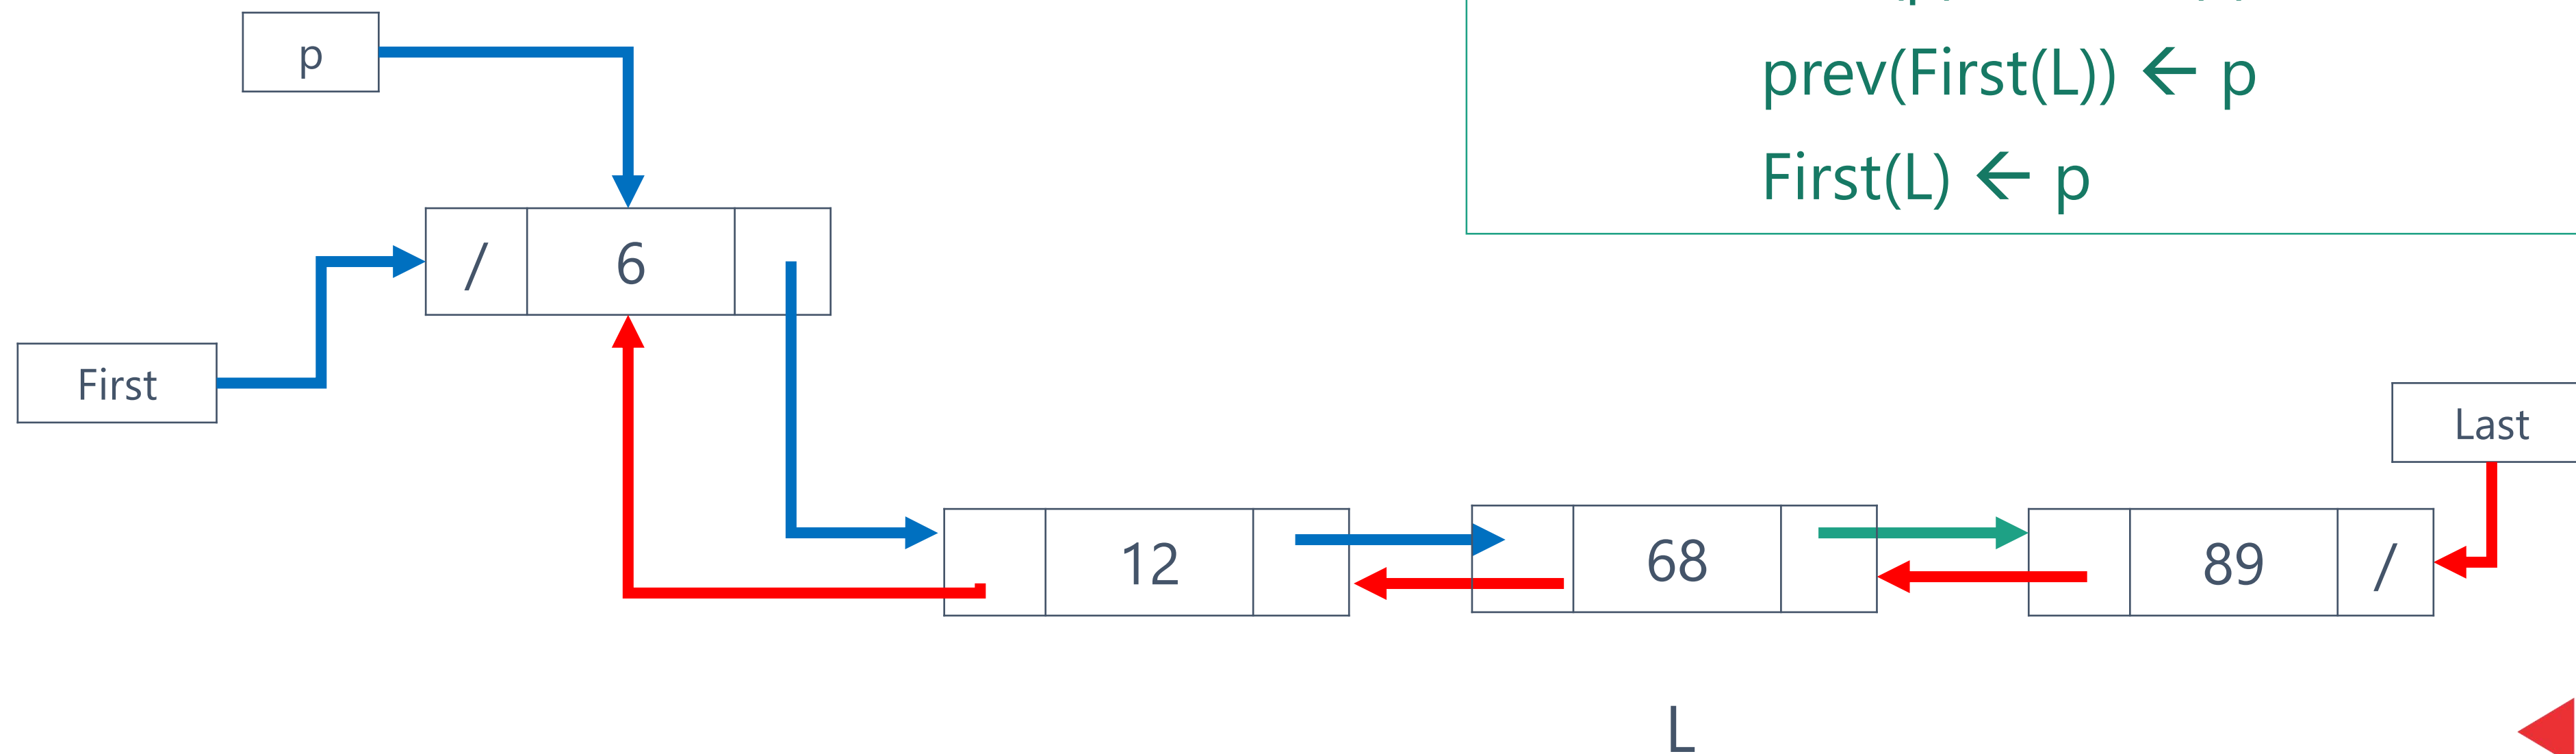 p
prev(First(L)) ← p
First(L) ← p
/ 6
First
Last
12
68
89 /
L